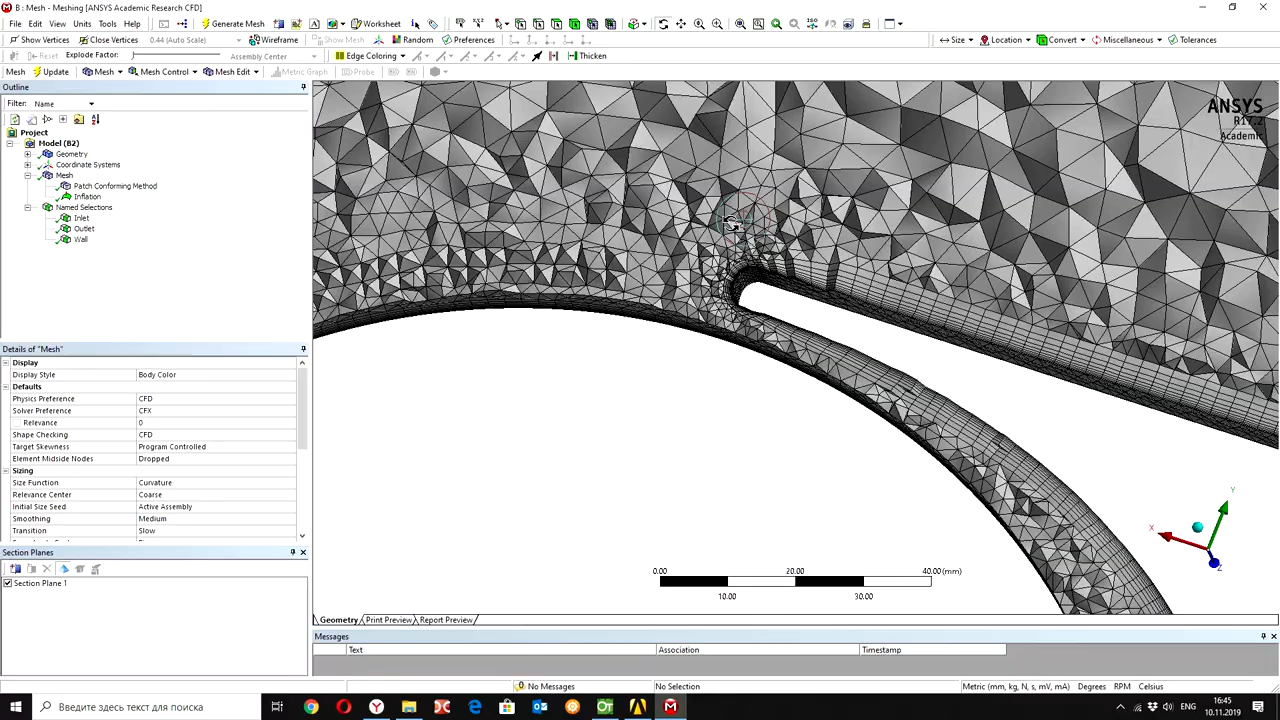 B : Mesh - Meshing [ANSYS Academic Research CFD]
File Edit View Units Tools Help Generate Mesh Worksheet
Show Vertices Close Vertices 0.44 (Auto Scale) Wireframe Show Mesh Random Preferences Size Location Convert Miscellaneous Tolerances
Reset Explode Factor: Assembly Center Edge Coloring Thicken
Mesh Update Mesh Mesh Control Mesh Edit Metric Graph Probe
Outline
Filter: Name
Project
Model (B2)
Geometry
Coordinate Systems
Mesh
Patch Conforming Method
Inflation
Named Selections
Inlet
Outlet
Wall
Details of "Mesh"
Display
Display Style Body Color
Defaults
Physics Preference CFD
Solver Preference CFX
Relevance 0
Shape Checking CFD
Target Skewness Program Controlled
Element Midside Nodes Dropped
Sizing
Size Function Curvature
Relevance Center Coarse
Initial Size Seed Active Assembly
Smoothing Medium
Transition Slow
Section Planes
Section Plane 1
ANSYS
R17.2
Academic
Y
X
Z
0.00 20.00 40.00 (mm)
10.00 30.00
Geometry Print Preview Report Preview
Messages
Text Association Timestamp
No Messages No Selection Metric (mm, kg, N, s, mV, mA) Degrees RPM Celsius
Введите здесь текст для поиска
ENG
16:45
10.11.2019